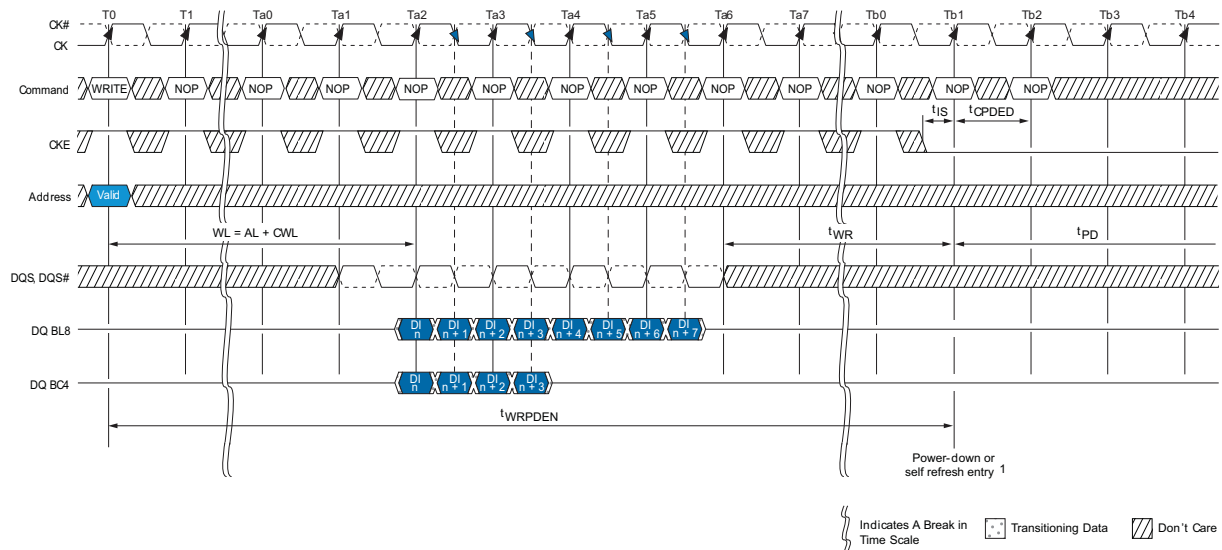 T0 T1 Ta0 Ta1 Ta2 Ta3 Ta4 Ta5 Ta6 Ta7 Tb0 Tb1 Tb2 Tb3 Tb4
CK#
CK
Command WRITE NOP NOP NOP NOP NOP NOP NOP NOP NOP NOP NOP NOP
tIS tCPDED
CKE
Address Valid
WL = AL + CWL tWR tPD
DQS, DQS#
DQ BL8 DI n DI n + 1 DI n + 2 DI n + 3 DI n + 4 DI n + 5 DI n + 6 DI n + 7
DQ BC4 DI n DI n + 1 DI n + 2 DI n + 3
tWRPDEN
Power-down or
self refresh entry 1
Indicates A Break in
Time Scale
Transitioning Data
Don't Care